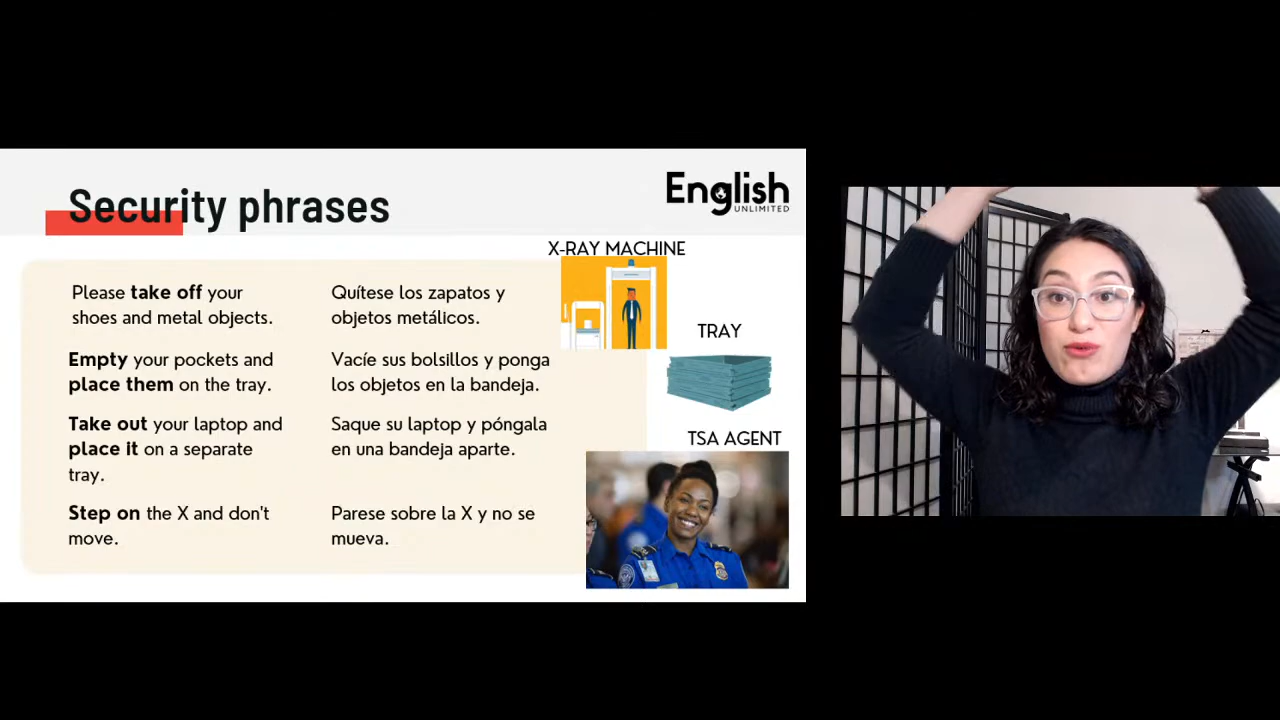 Security phrases
English
UNLIMITED
X-RAY MACHINE
Please take off your
shoes and metal objects.
Quítese los zapatos y
objetos metálicos.
TRAY
Empty your pockets and
place them on the tray.
Vacíe sus bolsillos y ponga
los objetos en la bandeja.
Take out your laptop and
place it on a separate
tray.
Saque su laptop y póngala
en una bandeja aparte.
TSA AGENT
Step on the X and don't
move.
Parese sobre la X y no se
mueva.